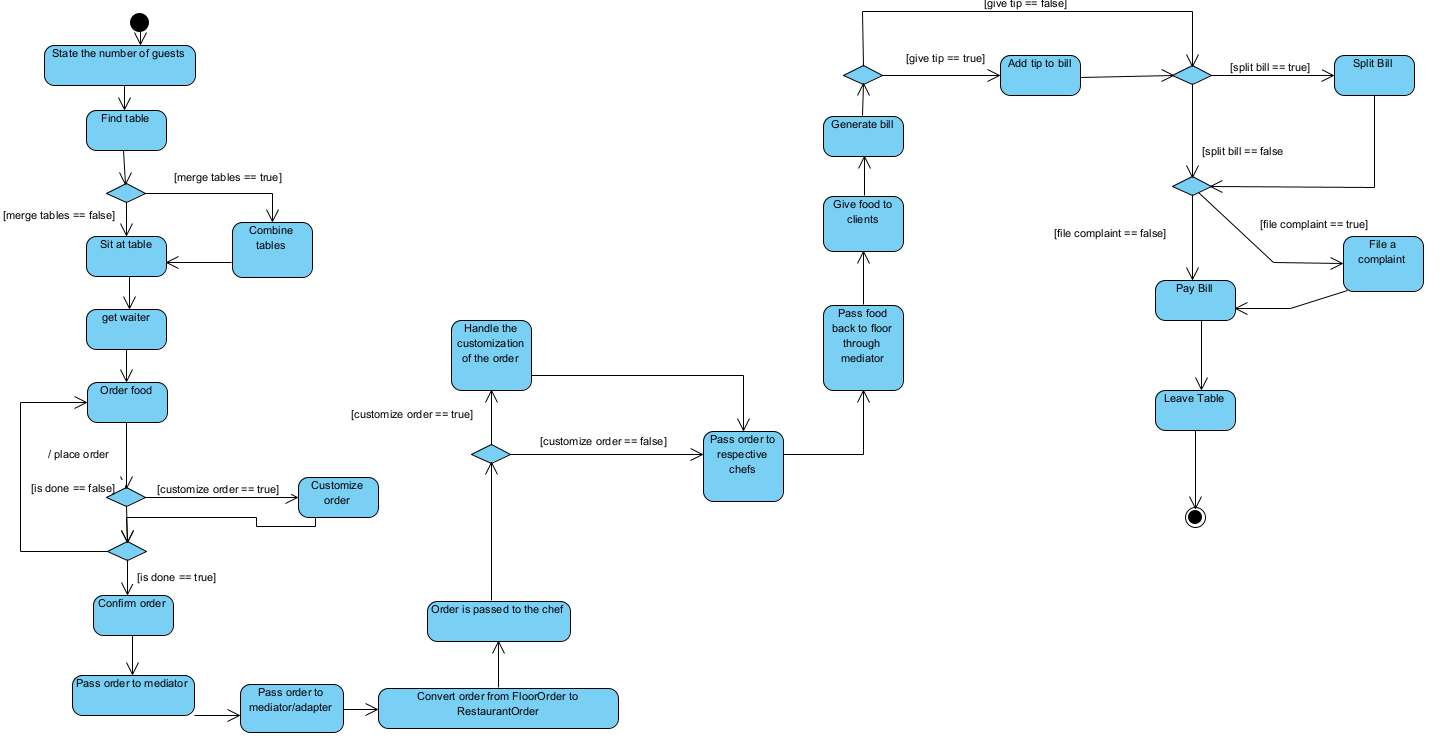 State the number of guests
Find table
[merge tables == true]
[merge tables == false]
Sit at table
Combine
tables
get waiter
Order food
/ place order
[is done == false]
[customize order == true]
Customize
order
[is done == true]
Confirm order
Pass order to mediator
Pass order to
mediator/adapter
Convert order from FloorOrder to
RestaurantOrder
Order is passed to the chef
[customize order == true]
Handle the
customization
of the order
[customize order == false]
Pass order to
respective
chefs
Pass food
back to floor
through
mediator
Give food to
clients
Generate bill
[give tip == false]
[give tip == true]
Add tip to bill
[split bill == true]
Split Bill
[split bill == false
[file complaint == false]
[file complaint == true]
File a
complaint
Pay Bill
Leave Table